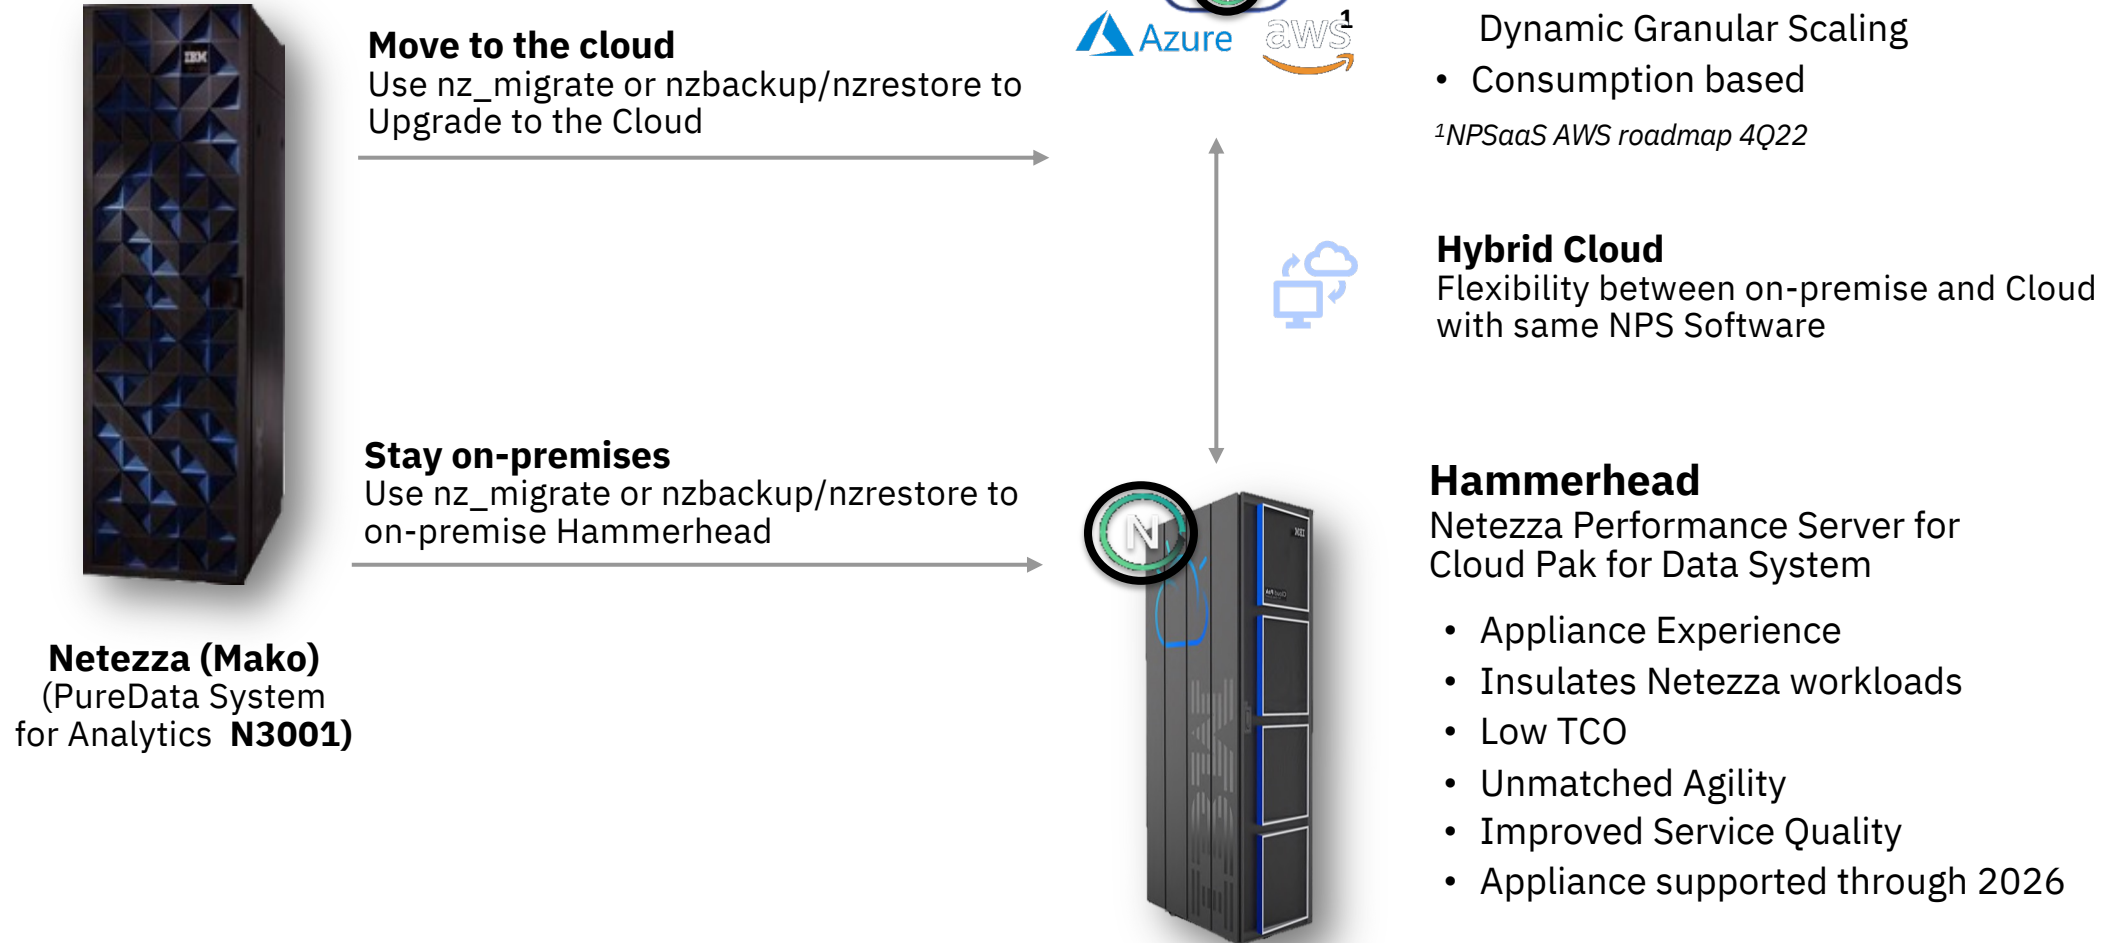 IBM
Move to the cloud
Use nz_migrate or nzbackup/nzrestore to
Upgrade to the Cloud
Azure
aws1
Dynamic Granular Scaling
• Consumption based
1NPSaaS AWS roadmap 4Q22
Hybrid Cloud
Flexibility between on-premise and Cloud
with same NPS Software
Stay on-premises
Use nz_migrate or nzbackup/nzrestore to
on-premise Hammerhead
N
IBM
Netezza (Mako)
(PureData System
for Analytics N3001)
Hammerhead
Netezza Performance Server for
Cloud Pak for Data System
• Appliance Experience
• Insulates Netezza workloads
• Low TCO
• Unmatched Agility
• Improved Service Quality
• Appliance supported through 2026